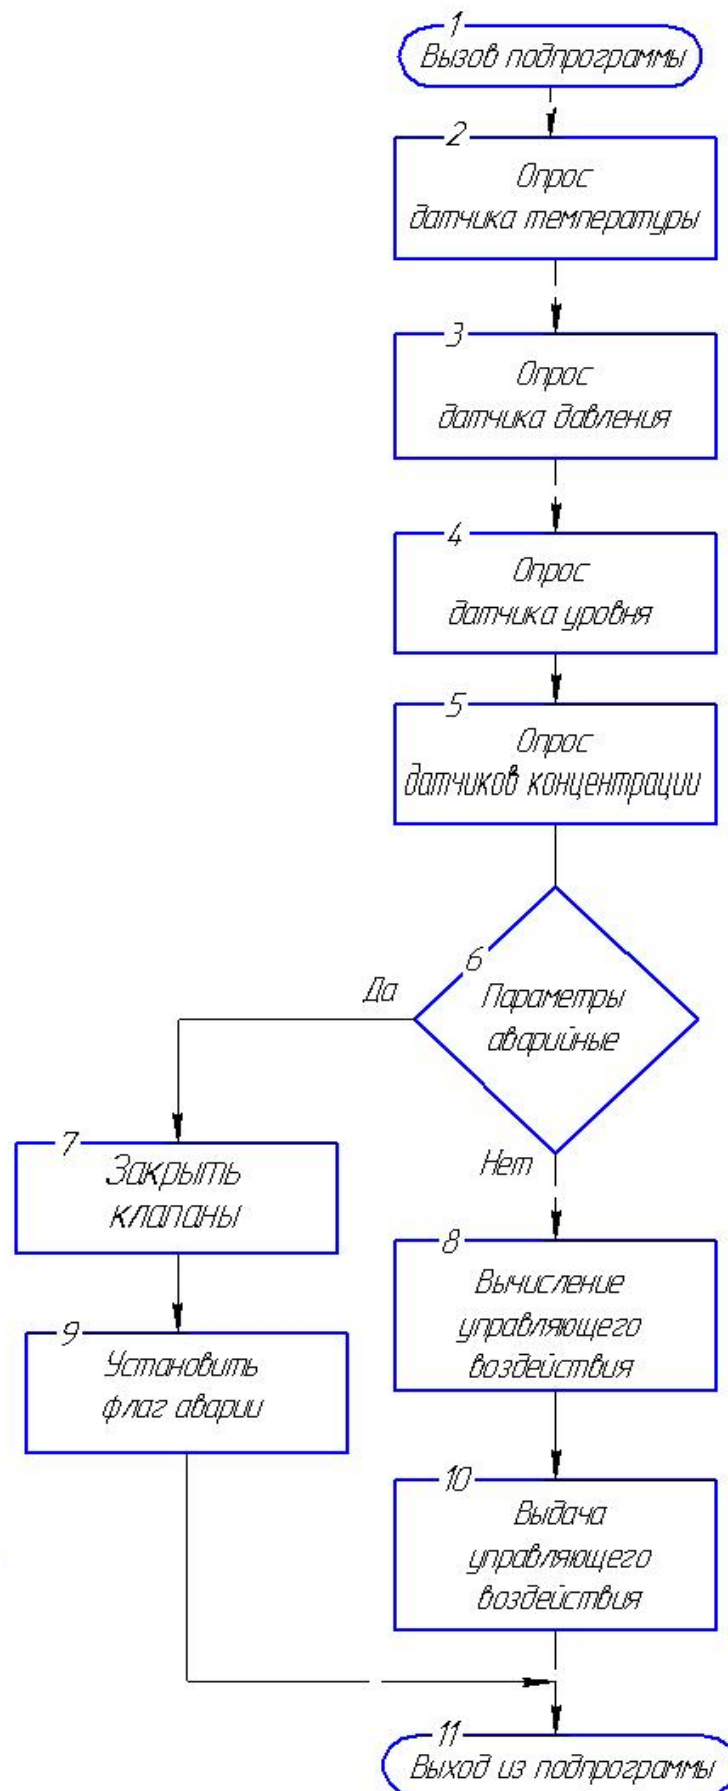 1
Вызов подпрограммы
2
Опрос
датчика температуры
3
Опрос
датчика давления
4
Опрос
датчика уровня
5
Опрос
датчиков концентрации
6
Параметры
аварийные
Да
Нет
7
Закрыть
клапаны
8
Вычисление
управляющего
воздействия
9
Установить
флаг аварии
10
Выдача
управляющего
воздействия
11
Выход из подпрограммы